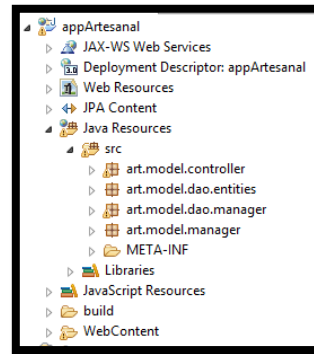 appArtesanal
JAX-WS Web Services
Deployment Descriptor: appArtesanal
Web Resources
JPA Content
Java Resources
src
art.model.controller
art.model.dao.entities
art.model.dao.manager
art.model.manager
META-INF
Libraries
JavaScript Resources
build
WebContent